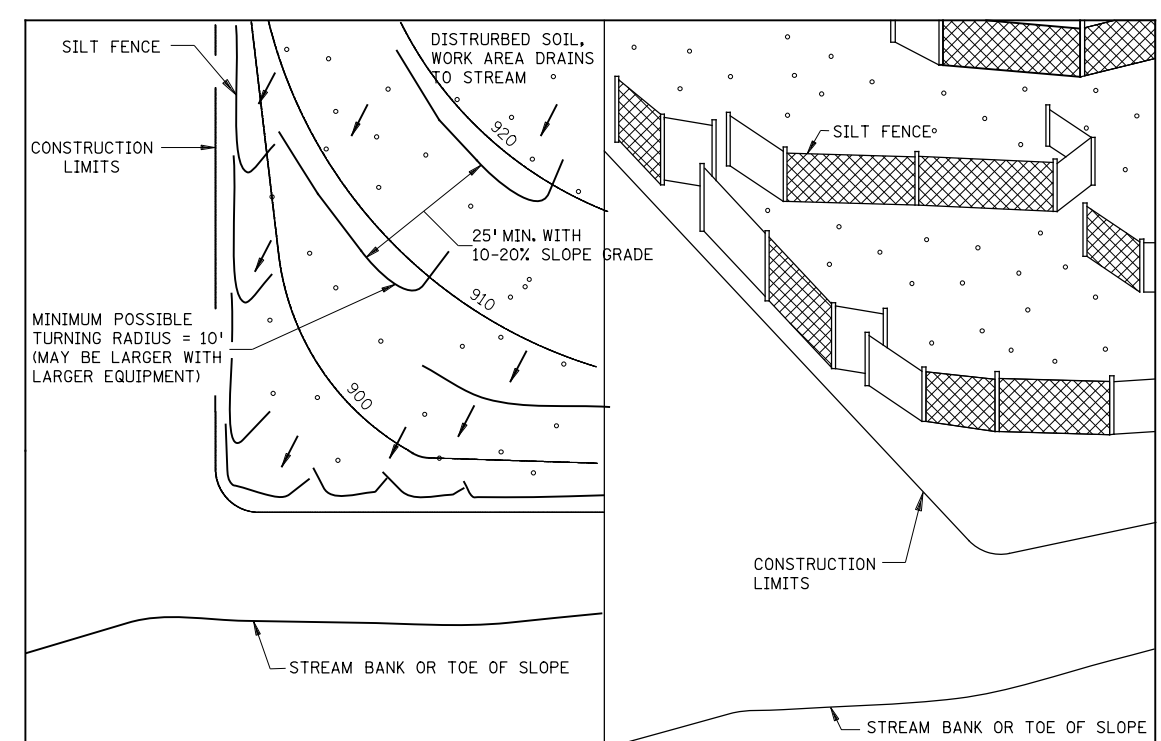 SILT FENCE
DISTRURBED SOIL,
WORK AREA DRAINS
TO STREAM
920
CONSTRUCTION
LIMITS
25' MIN. WITH
10-20% SLOPE GRADE
910
MINIMUM POSSIBLE
TURNING RADIUS = 10'
(MAY BE LARGER WITH
LARGER EQUIPMENT)
900
STREAM BANK OR TOE OF SLOPE
SILT FENCE
CONSTRUCTION
LIMITS
STREAM BANK OR TOE OF SLOPE